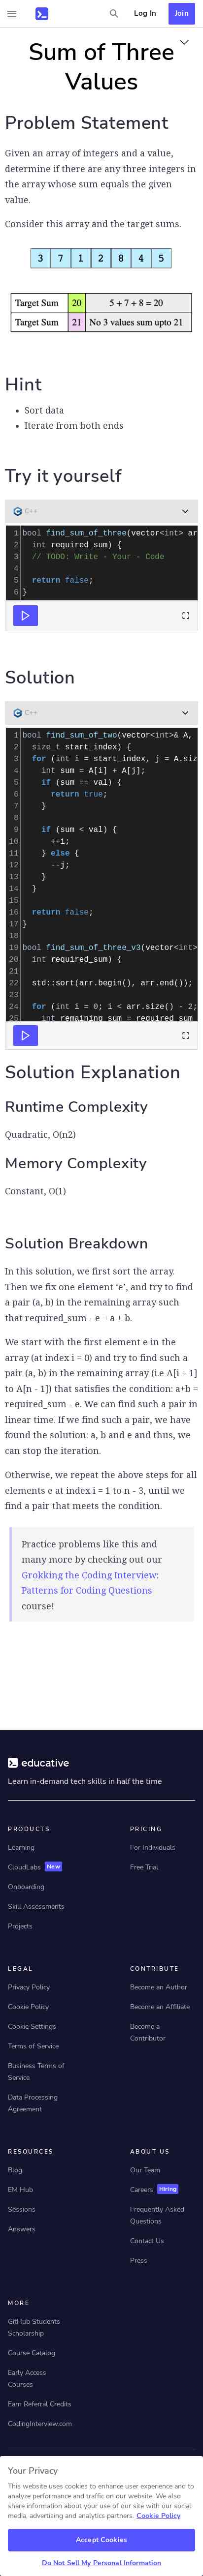 Log In
Join
Sum of Three
Values
Problem Statement
Given an array of integers and a value,
determine if there are any three integers in
the array whose sum equals the given
value.
Consider this array and the target sums.
3 7 1 2 8 4 5
Target Sum 20 5 + 7 + 8 = 20
Target Sum 21 No 3 values sum upto 21
Hint
• Sort data
• Iterate from both ends
Try it yourself
C++
1 bool find_sum_of_three(vector<int> ar
2 int required_sum) {
3 // TODO: Write - Your - Code
4
5 return false;
6 }
Solution
C++
1 bool find_sum_of_two(vector<int>& A,
2 size_t start_index) {
3 for (int i = start_index, j = A.siz
4 int sum = A[i] + A[j];
5 if (sum == val) {
6 return true;
7 }
8
9 if (sum < val) {
10 ++i;
11 } else {
12 --j;
13 }
14 }
15
16 return false;
17 }
18
19 bool find_sum_of_three_v3(vector<int>
20 int required_sum) {
21
22 std::sort(arr.begin(), arr.end());
23
24 for (int i = 0; i < arr.size() - 2;
25 int remaining_sum = required_sum
Solution Explanation
Runtime Complexity
Quadratic, O(n2)
Memory Complexity
Constant, O(1)
Solution Breakdown
In this solution, we first sort the array.
Then we fix one element ‘e’, and try to find
a pair (a, b) in the remaining array such
that required_sum - e = a + b.
We start with the first element e in the
array (at index i = 0) and try to find such a
pair (a, b) in the remaining array (i.e A[i + 1]
to A[n - 1]) that satisfies the condition: a+b =
required_sum - e. We can find such a pair in
linear time. If we find such a pair, we have
found the solution: a, b and e and thus, we
can stop the iteration.
Otherwise, we repeat the above steps for all
elements e at index i = 1 to n - 3, until we
find a pair that meets the condition.
Practice problems like this and
many more by checking out our
Grokking the Coding Interview:
Patterns for Coding Questions
course!
educative
Learn in-demand tech skills in half the time
PRODUCTS
Learning
CloudLabs New
Onboarding
Skill Assessments
Projects
PRICING
For Individuals
Free Trial
LEGAL
Privacy Policy
Cookie Policy
Cookie Settings
Terms of Service
Business Terms of
Service
Data Processing
Agreement
CONTRIBUTE
Become an Author
Become an Affiliate
Become a
Contributor
RESOURCES
Blog
EM Hub
Sessions
Answers
ABOUT US
Our Team
Careers Hiring
Frequently Asked
Questions
Contact Us
Press
MORE
GitHub Students
Scholarship
Course Catalog
Early Access
Courses
Earn Referral Credits
CodingInterview.com
Your Privacy
This website uses cookies to enhance user experience and to
analyze performance and traffic on our website. We also
share information about your use of our site with our social
media, advertising and analytics partners. Cookie Policy
Accept Cookies
Do Not Sell My Personal Information